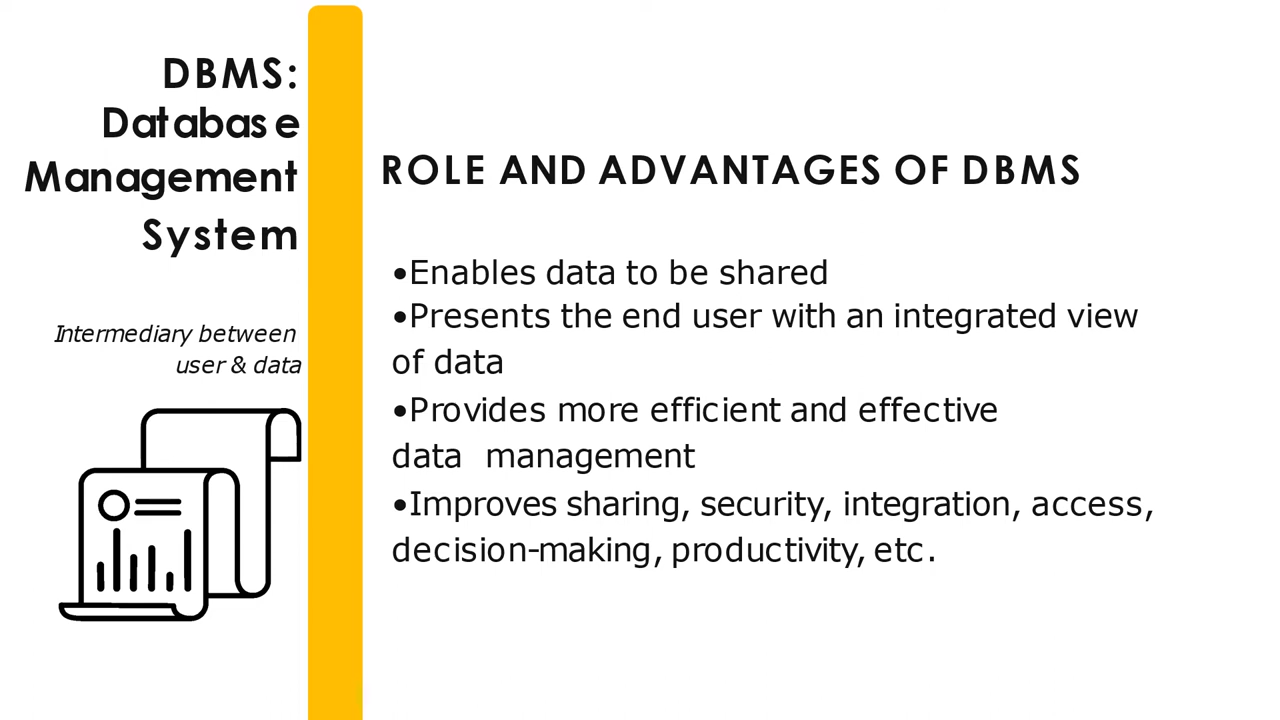 DBMS:
Database
Management
System
Intermediary between
user & data
ROLE AND ADVANTAGES OF DBMS
•Enables data to be shared
•Presents the end user with an integrated view
of data
•Provides more efficient and effective
data management
•Improves sharing, security, integration, access,
decision-making, productivity, etc.